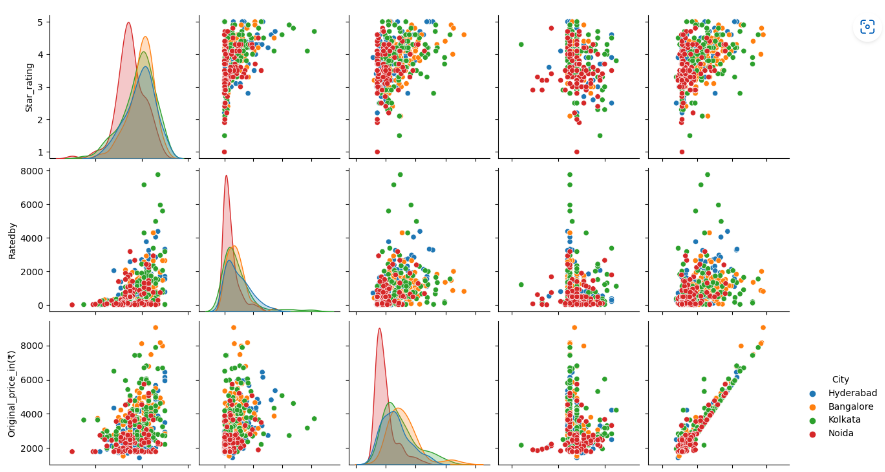 5
4
3
2
1
Star_rating
8000
6000
4000
2000
0
Ratedby
8000
6000
4000
2000
Original_price_in(₹)
City
Hyderabad
Bangalore
Kolkata
Noida